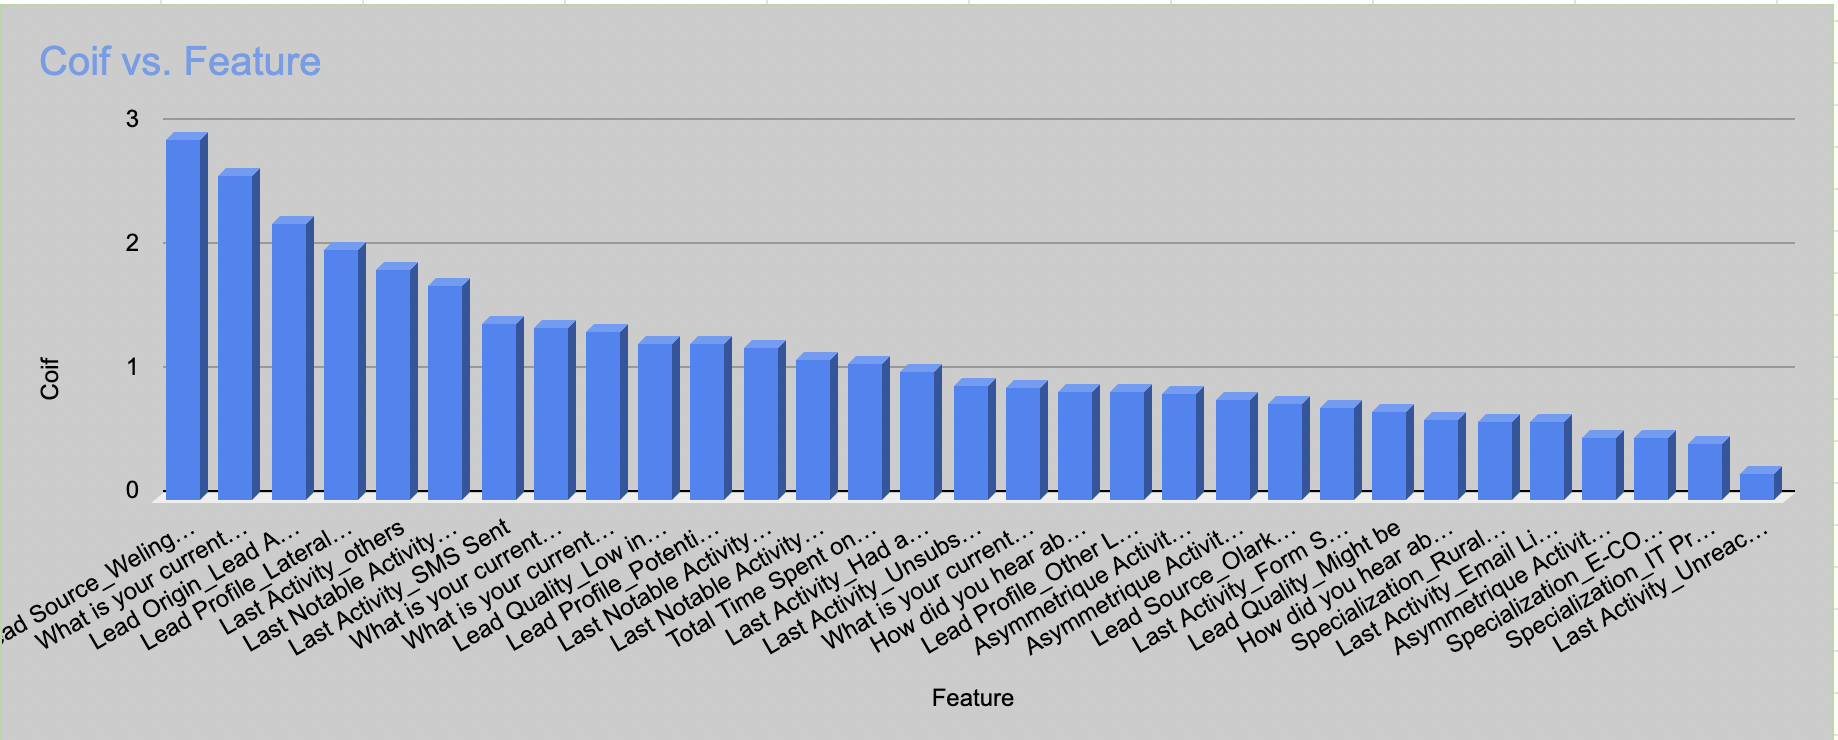 Coif vs. Feature
3
2
1
0
Coif
ead Source_Weling...
What is your current...
Lead Origin_Lead A...
Lead Profile_Lateral...
Last Activity_others
Last Notable Activity...
Last Activity_SMS Sent
What is your current...
What is your current...
Lead Quality_Low in...
Lead Profile_Potenti...
Last Notable Activity...
Last Notable Activity...
Total Time Spent on...
Last Activity_Had a...
Last Activity_Unsubs...
What is your current...
How did you hear ab...
Lead Profile_Other L...
Asymmetrique Activit...
Asymmetrique Activit...
Lead Source_Olark...
Last Activity_Form S...
Lead Quality_Might be
How did you hear ab...
Specialization_Rural...
Last Activity_Email Li...
Asymmetrique Activit...
Specialization_E-CO...
Specialization_IT Pr...
Last Activity_Unreac...
Feature